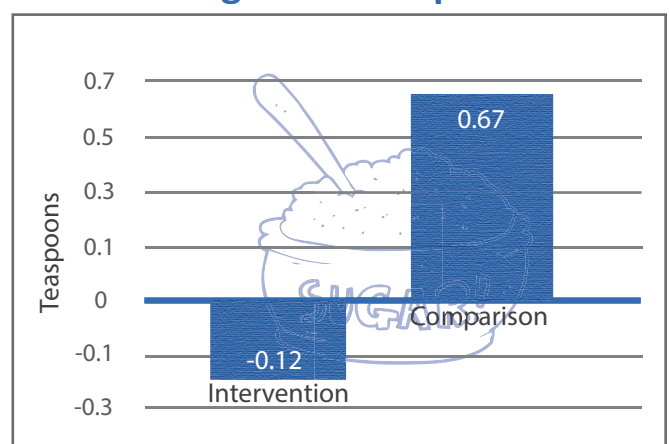 0.7
0.67
0.5
0.3
0.1
Teaspoons
0
SUGAR
Comparison
-0.1
-0.12
Intervention
-0.3